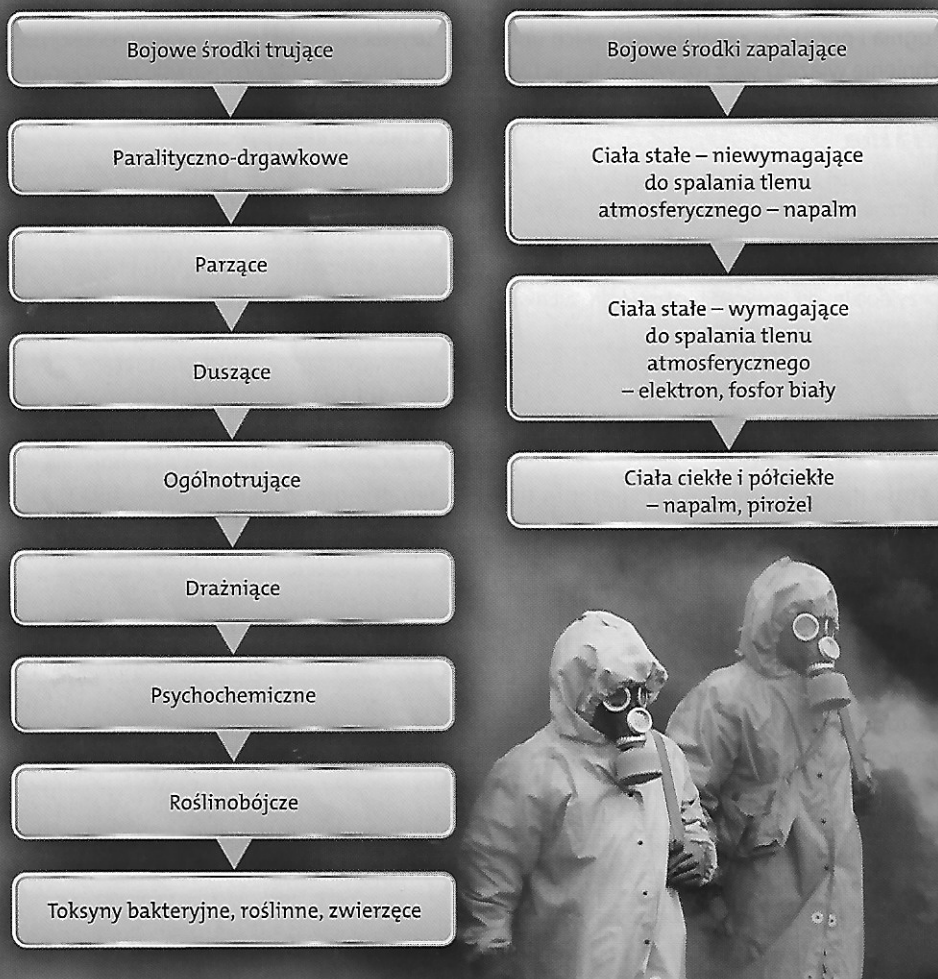 Bojowe środki trujące
Paralityczno-drgawkowe
Parzące
Duszące
Ogólnotrujące
Drażniące
Psychochemiczne
Roślinobójcze
Toksyny bakteryjne, roślinne, zwierzęce
Bojowe środki zapalające
Ciała stałe – niewymagające
do spalania tlenu
atmosferycznego – napalm
Ciała stałe – wymagające
do spalania tlenu
atmosferycznego
– elektron, fosfor biały
Ciała ciekłe i półciekłe
– napalm, pirożel